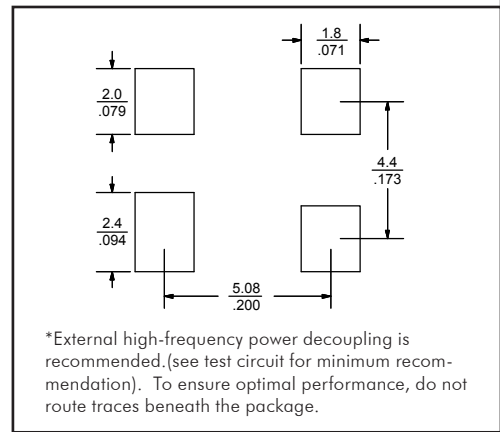 1.8
.071
2.0
.079
4.4
.173
2.4
.094
5.08
.200
*External high-frequency power decoupling is
recommended.(see test circuit for minimum recom-
mendation).  To ensure optimal performance, do not
route traces beneath the package.